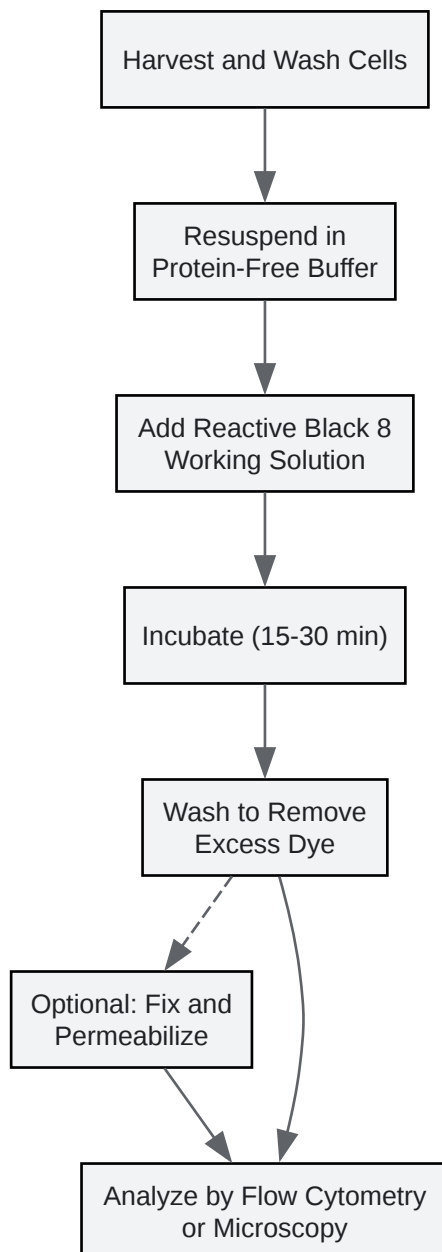 Harvest and Wash Cells
Resuspend in
Protein-Free Buffer
Add Reactive Black 8
Working Solution
Incubate (15-30 min)
Wash to Remove
Excess Dye
Optional: Fix and
Permeabilize
Analyze by Flow Cytometry
or Microscopy